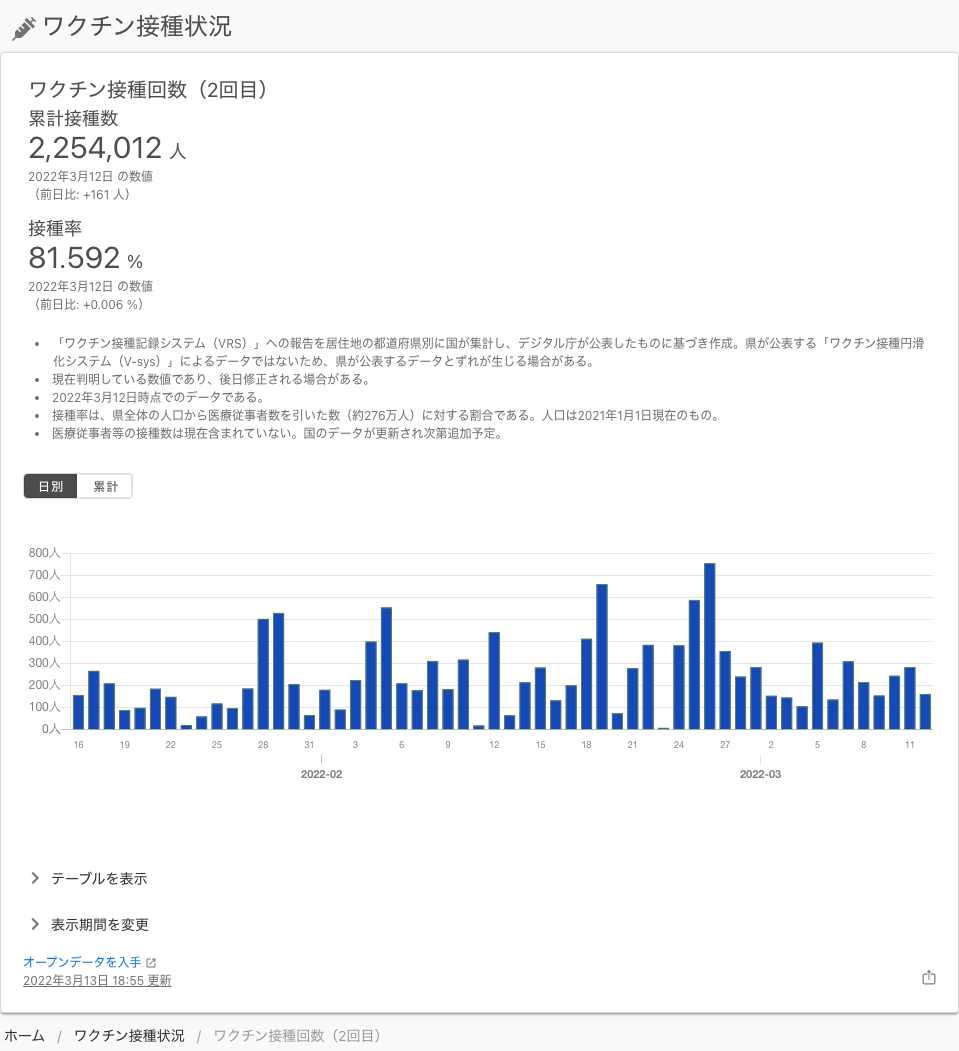 ワクチン接種状況
ワクチン接種回数（2回目）
累計接種数
2,254,012 人
2022年3月12日 の数値
（前日比: +161 人）
接種率
81.592 %
2022年3月12日 の数値
（前日比: +0.006 %）
• 「ワクチン接種記録システム（VRS）」への報告を居住地の都道府県別に国が集計し、デジタル庁が公表したものに基づき作成。県が公表する「ワクチン接種円滑
化システム（V-sys）」によるデータではないため、県が公表するデータとずれが生じる場合がある。
• 現在判明している数値であり、後日修正される場合がある。
• 2022年3月12日時点でのデータである。
• 接種率は、県全体の人口から医療従事者数を引いた数（約276万人）に対する割合である。人口は2021年1月1日現在のもの。
• 医療従事者等の接種数は現在含まれていない。国のデータが更新され次第追加予定。
日別 累計
800人
700人
600人
500人
400人
300人
200人
100人
0人
16 19 22 25 28 31 3 6 9 12 15 18 21 24 27 2 5 8 11
2022-02 2022-03
テーブルを表示
表示期間を変更
オープンデータを入手
2022年3月13日 18:55 更新
ホーム / ワクチン接種状況 / ワクチン接種回数（2回目）